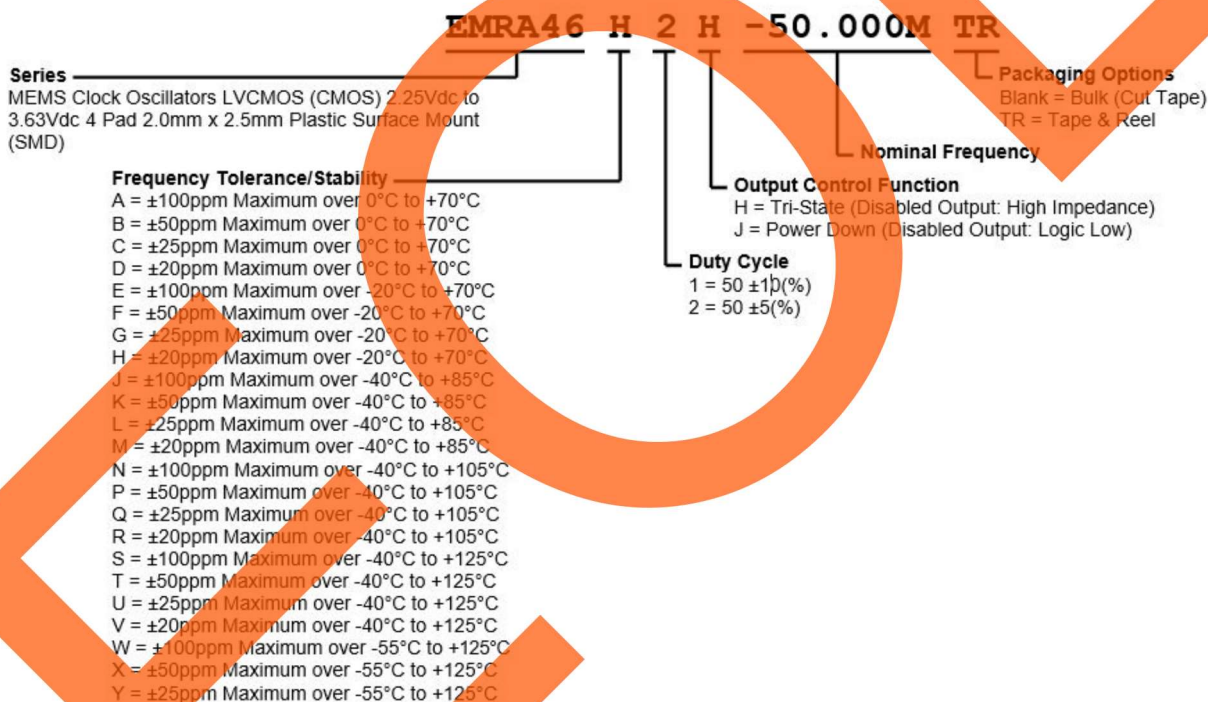 EMRA46 H 2 H -50.000M TR
Series
MEMS Clock Oscillators LVCMOS (CMOS) 2.25Vdc to
3.63Vdc 4 Pad 2.0mm x 2.5mm Plastic Surface Mount
(SMD)
Packaging Options
Blank = Bulk (Cut Tape)
TR = Tape & Reel
Nominal Frequency
Output Control Function
H = Tri-State (Disabled Output: High Impedance)
J = Power Down (Disabled Output: Logic Low)
Duty Cycle
1 = 50 ±10(%)
2 = 50 ±5(%)
Frequency Tolerance/Stability
A = ±100ppm Maximum over 0°C to +70°C
B = ±50ppm Maximum over 0°C to +70°C
C = ±25ppm Maximum over 0°C to +70°C
D = ±20ppm Maximum over 0°C to +70°C
E = ±100ppm Maximum over -20°C to +70°C
F = ±50ppm Maximum over -20°C to +70°C
G = ±25ppm Maximum over -20°C to +70°C
H = ±20ppm Maximum over -20°C to +70°C
J = ±100ppm Maximum over -40°C to +85°C
K = ±50ppm Maximum over -40°C to +85°C
L = ±25ppm Maximum over -40°C to +85°C
M = ±20ppm Maximum over -40°C to +85°C
N = ±100ppm Maximum over -40°C to +105°C
P = ±50ppm Maximum over -40°C to +105°C
Q = ±25ppm Maximum over -40°C to +105°C
R = ±20ppm Maximum over -40°C to +105°C
S = ±100ppm Maximum over -40°C to +125°C
T = ±50ppm Maximum over -40°C to +125°C
U = ±25ppm Maximum over -40°C to +125°C
V = ±20ppm Maximum over -40°C to +125°C
W = ±100ppm Maximum over -55°C to +125°C
X = ±50ppm Maximum over -55°C to +125°C
Y = ±25ppm Maximum over -55°C to +125°C